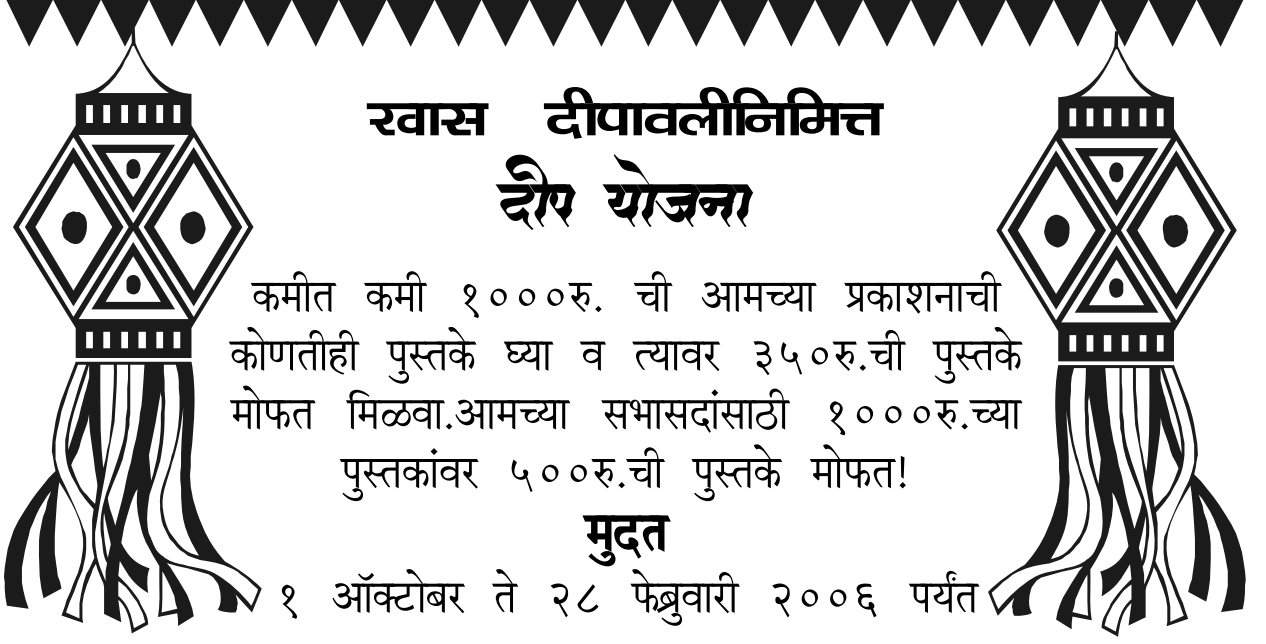 खास दीपावलीनिमित्त
दीप योजना
कमीत कमी १०००रु. ची आमच्या प्रकाशनाची
कोणतीही पुस्तके घ्या व त्यावर ३५०रु.ची पुस्तके
मोफत मिळवा.आमच्या सभासदांसाठी १०००रु.च्या
पुस्तकांवर ५००रु.ची पुस्तके मोफत!
मुदत
१ ऑक्टोबर ते २८ फेब्रुवारी २००६ पर्यंत